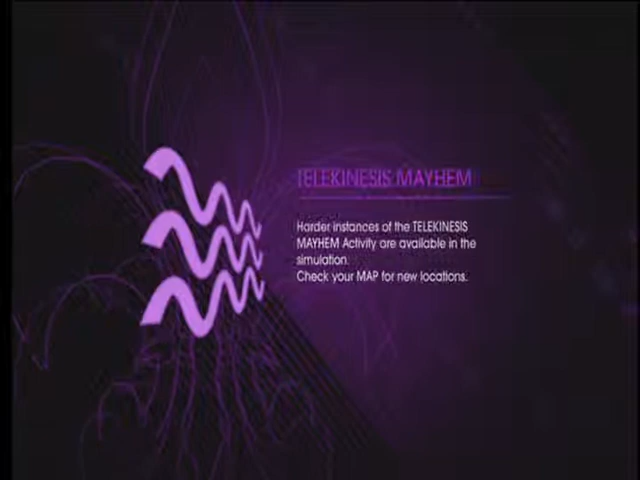 TELEKINESIS MAYHEM
Harder instances of the TELEKINESIS
MAYHEM Activity are available in the
simulation.
Check your MAP for new locations.